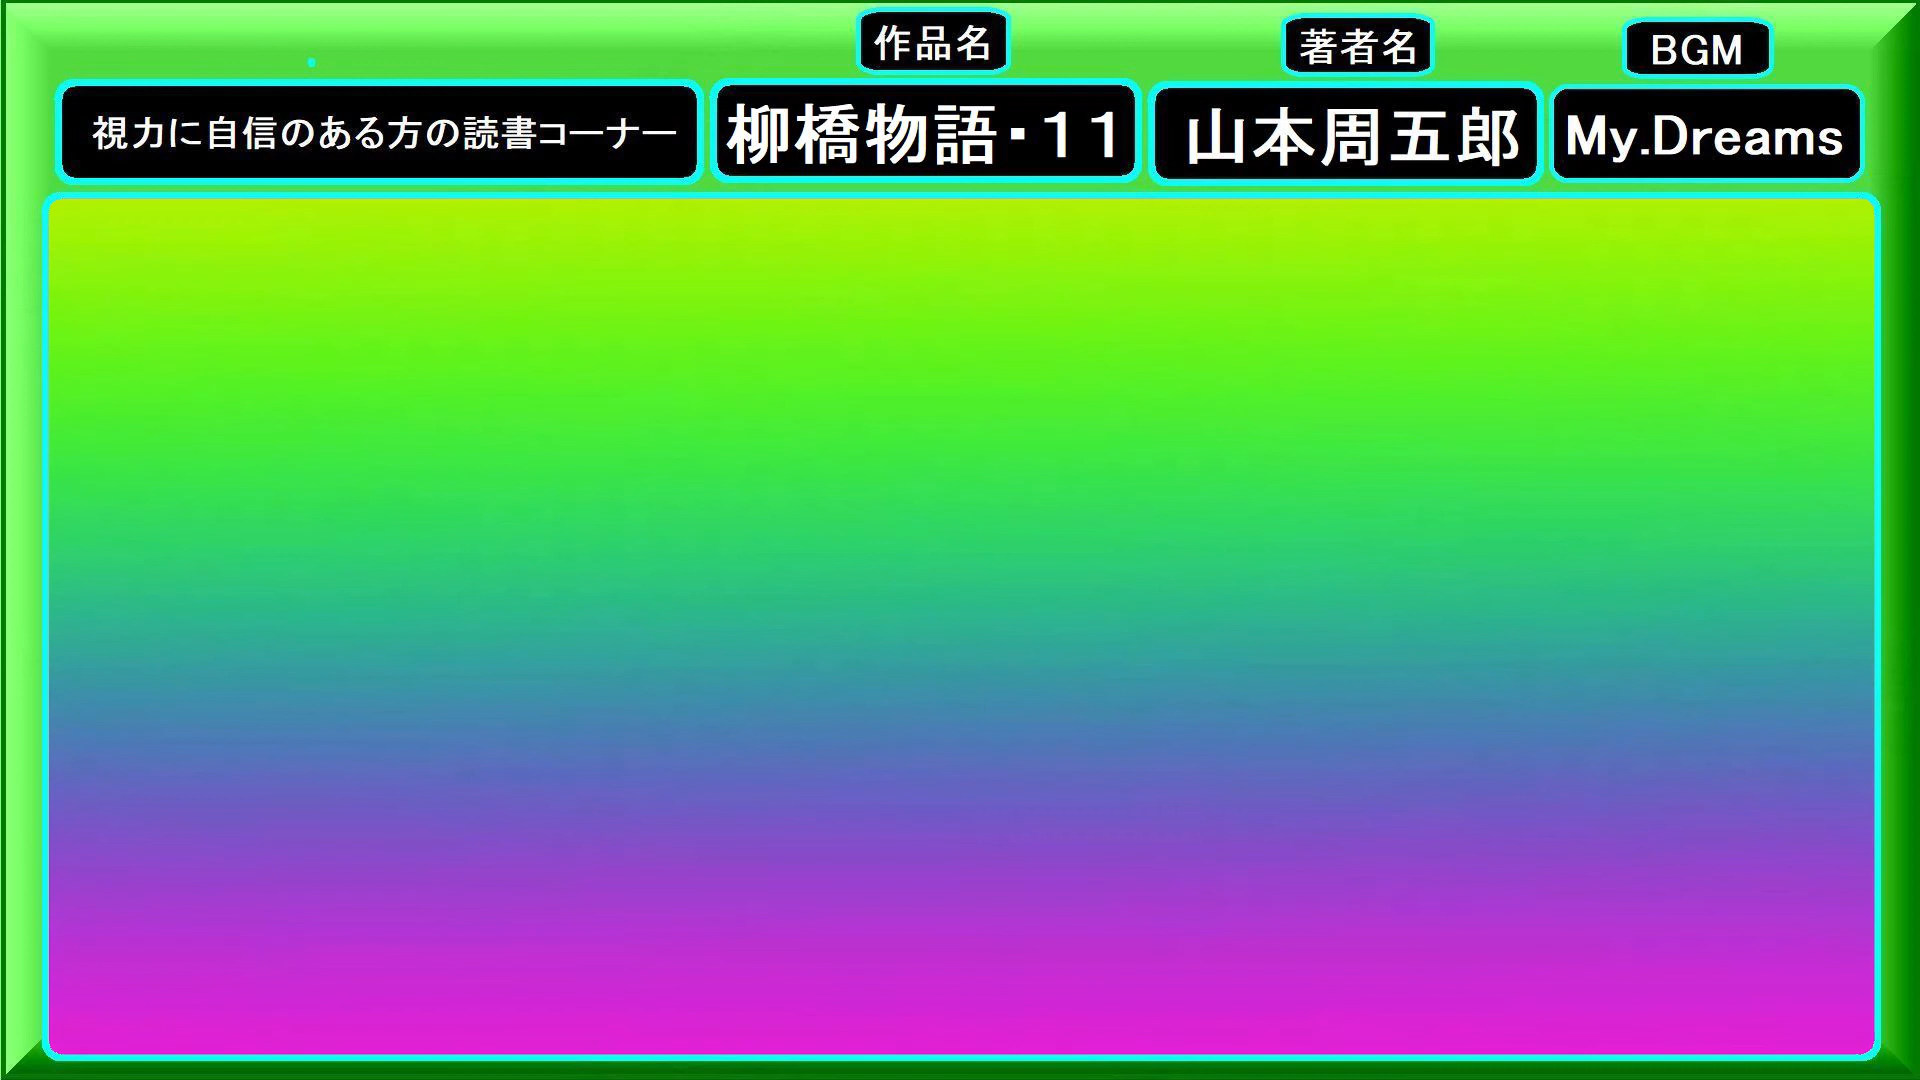 作品名
著者名
BGM
視力に自信のある方の読書コーナー
柳橋物語・11
山本周五郎
My.Dreams